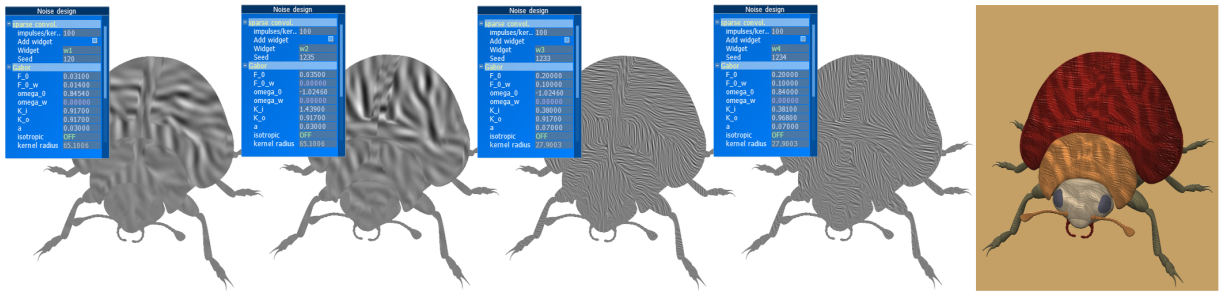 Noise design
sparse convol.
impulses/ker.. 100
Add widget
Widget w1
Seed 120
Gabor
F_0 0.03100
F_0_w 0.01400
omega_0 0.84540
omega_w 0.00000
K_i 0.91700
K_o 0.91700
a 0.03000
isotropic OFF
kernel radius 65.1006
Noise design
sparse convol.
impulses/ker.. 100
Add widget
Widget w2
Seed 1235
Gabor
F_0 0.03500
F_0_w 0.00000
omega_0 -1.02460
omega_w 0.00000
K_i 1.43900
K_o 0.91700
a 0.03000
isotropic OFF
kernel radius 65.1006
Noise design
sparse convol.
impulses/ker.. 100
Add widget
Widget w3
Seed 1233
Gabor
F_0 0.20000
F_0_w 0.10000
omega_0 -1.02460
omega_w 0.00000
K_i 0.38000
K_o 0.91700
a 0.07000
isotropic OFF
kernel radius 27.9003
Noise design
sparse convol.
impulses/ker.. 100
Add widget
Widget w4
Seed 1234
Gabor
F_0 0.20000
F_0_w 0.10000
omega_0 0.84000
omega_w 0.00000
K_i 0.38100
K_o 0.96800
a 0.07000
isotropic OFF
kernel radius 27.9003